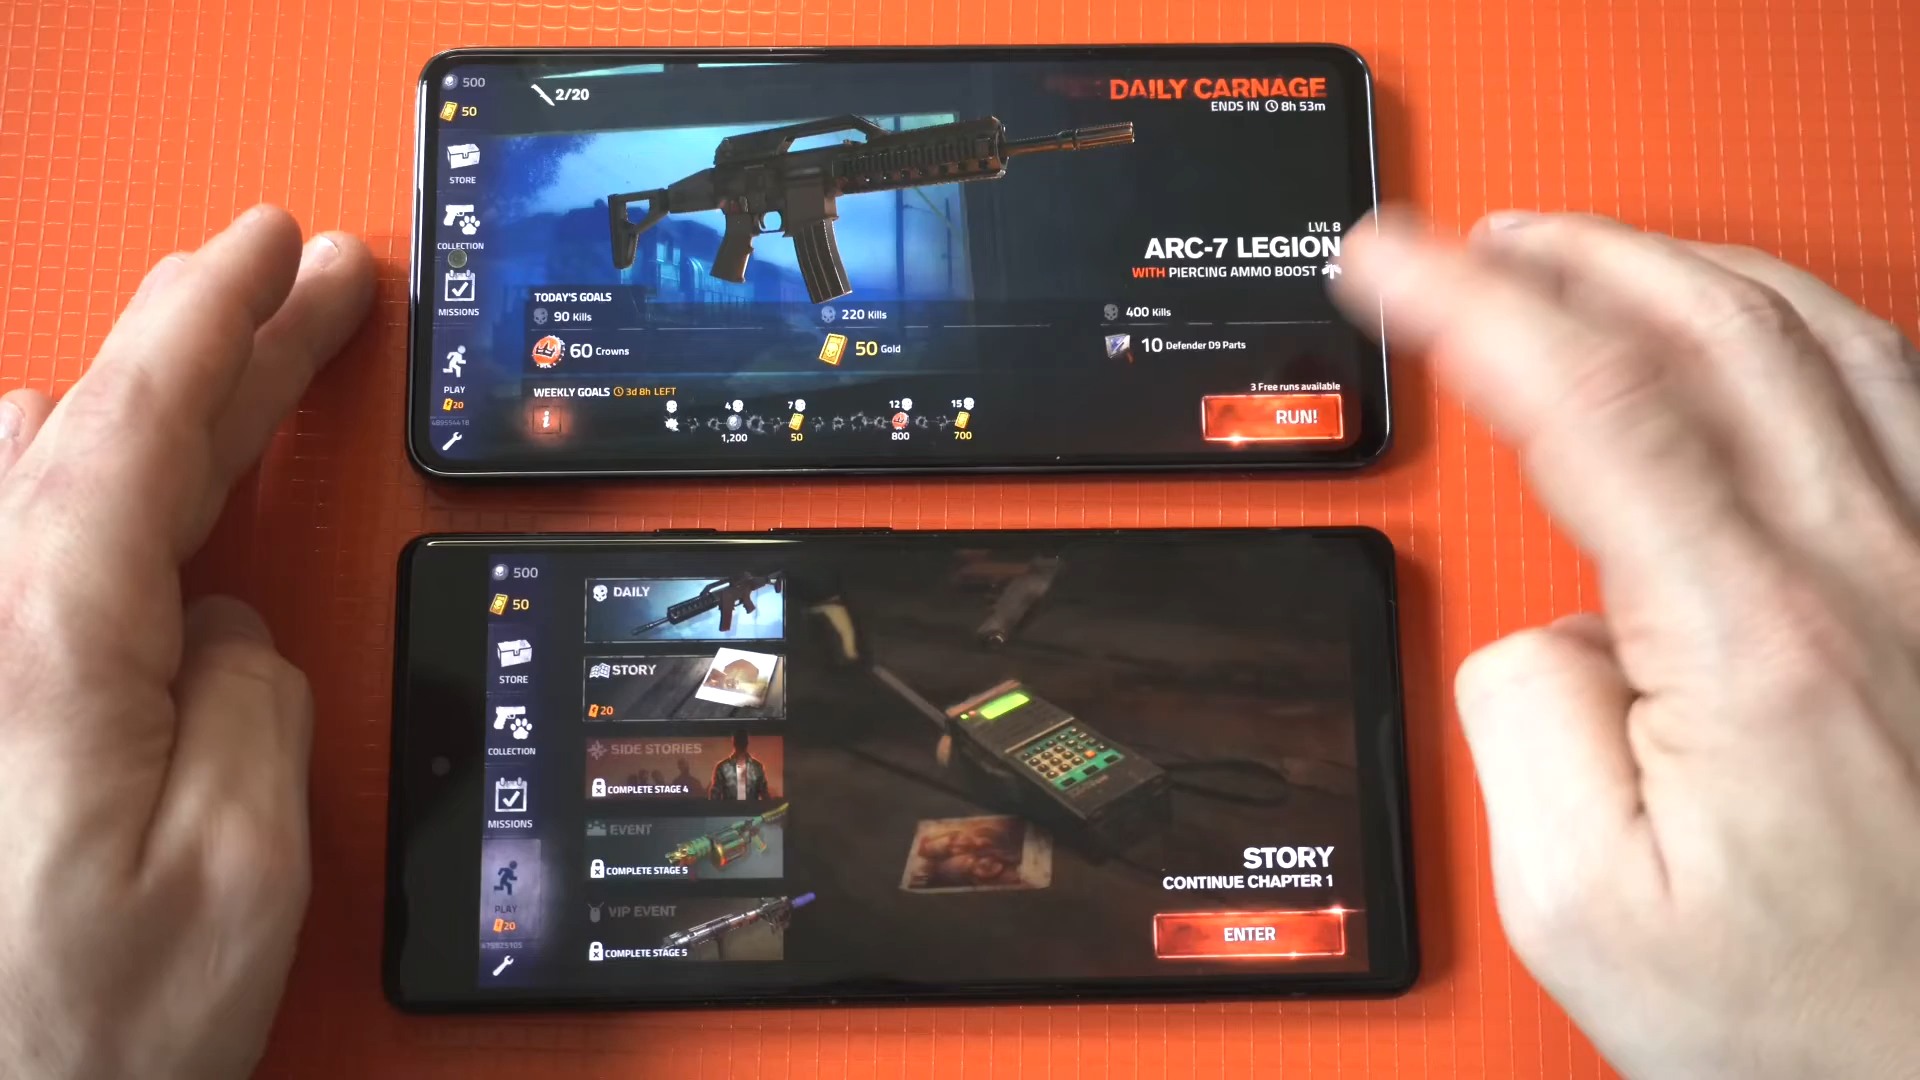 500
50
2/20
DAILY CARNAGE
ENDS IN 8h 53m
STORE
COLLECTION
MISSIONS
PLAY
20
LVL 8
ARC-7 LEGION
WITH PIERCING AMMO BOOST
TODAY'S GOALS
90 Kills
220 Kills
400 Kills
60 Crowns
50 Gold
10 Defender D9 Parts
WEEKLY GOALS 3d 8h LEFT
i
4
7
12
15
1,200
50
800
700
3 Free runs available
RUN!
500
50
STORE
COLLECTION
MISSIONS
PLAY
20
DAILY
STORY
20
SIDE STORIES
COMPLETE STAGE 4
EVENT
COMPLETE STAGE 5
VIP EVENT
COMPLETE STAGE 5
STORY
CONTINUE CHAPTER 1
ENTER